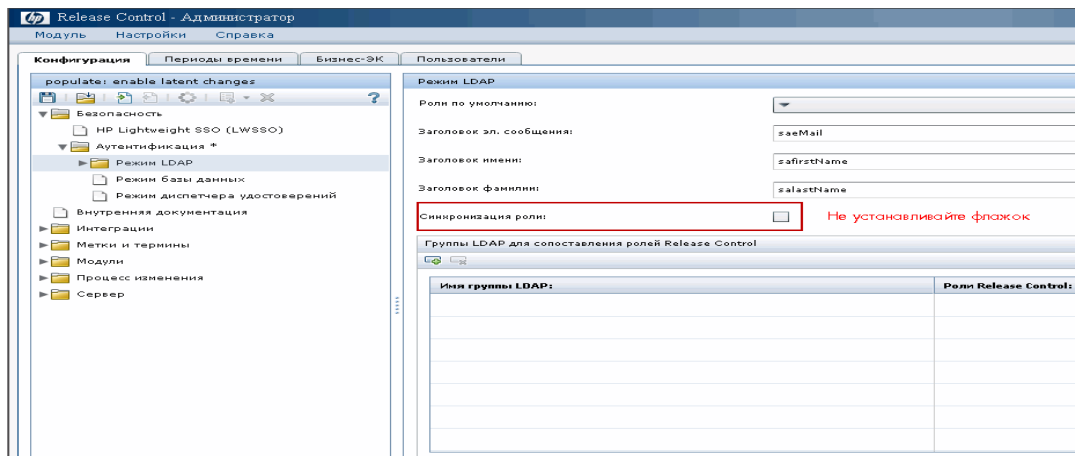 hp Release Control - Администратор
Модуль Настройки Справка
Конфигурация Периоды времени Бизнес-ЭК Пользователи
populate: enable latent changes
?
Безопасность
HP Lightweight SSO (LWSSO)
Аутентификация *
Режим LDAP
Режим базы данных
Режим диспетчера удостоверений
Внутренняя документация
Интеграции
Метки и термины
Модули
Процесс изменения
Сервер
Режим LDAP
Роли по умолчанию:
Заголовок эл. сообщения: saeMail
Заголовок имени: safirstName
Заголовок фамилии: salastName
Синхронизация роли: Не устанавливайте флажок
Группы LDAP для сопоставления ролей Release Control
Имя группы LDAP: Роли Release Control: